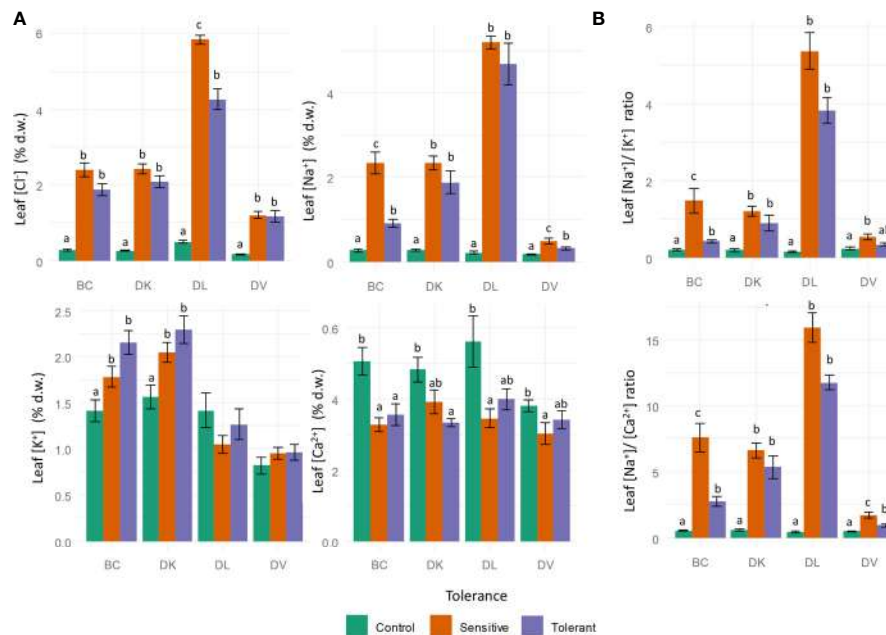 A
Leaf [Cl⁻] (% d.w.)
6
4
2
0
a b b
a b b
a c b
a b b
BC DK DL DV
Leaf [Na⁺] (% d.w.)
4
2
0
a c b
a b b
a b b
a c b
BC DK DL DV
B
Leaf [Na⁺]/ [K⁺] ratio
6
4
2
0
a c b
a b b
a b b
a b ab
BC DK DL DV
Leaf [K⁺] (% d.w.)
2.5
2.0
1.5
1.0
0.5
0.0
a b b
a b b
BC DK DL DV
Leaf [Ca²⁺] (% d.w.)
0.6
4
2
0.0
b a a
b ab a
b a ab
b a ab
BC DK DL DV
Leaf [Na⁺]/ [Ca²⁺] ratio
15
10
5
0
a c b
a b b
a b b
a c b
BC DK DL DV
Tolerance
Control Sensitive Tolerant